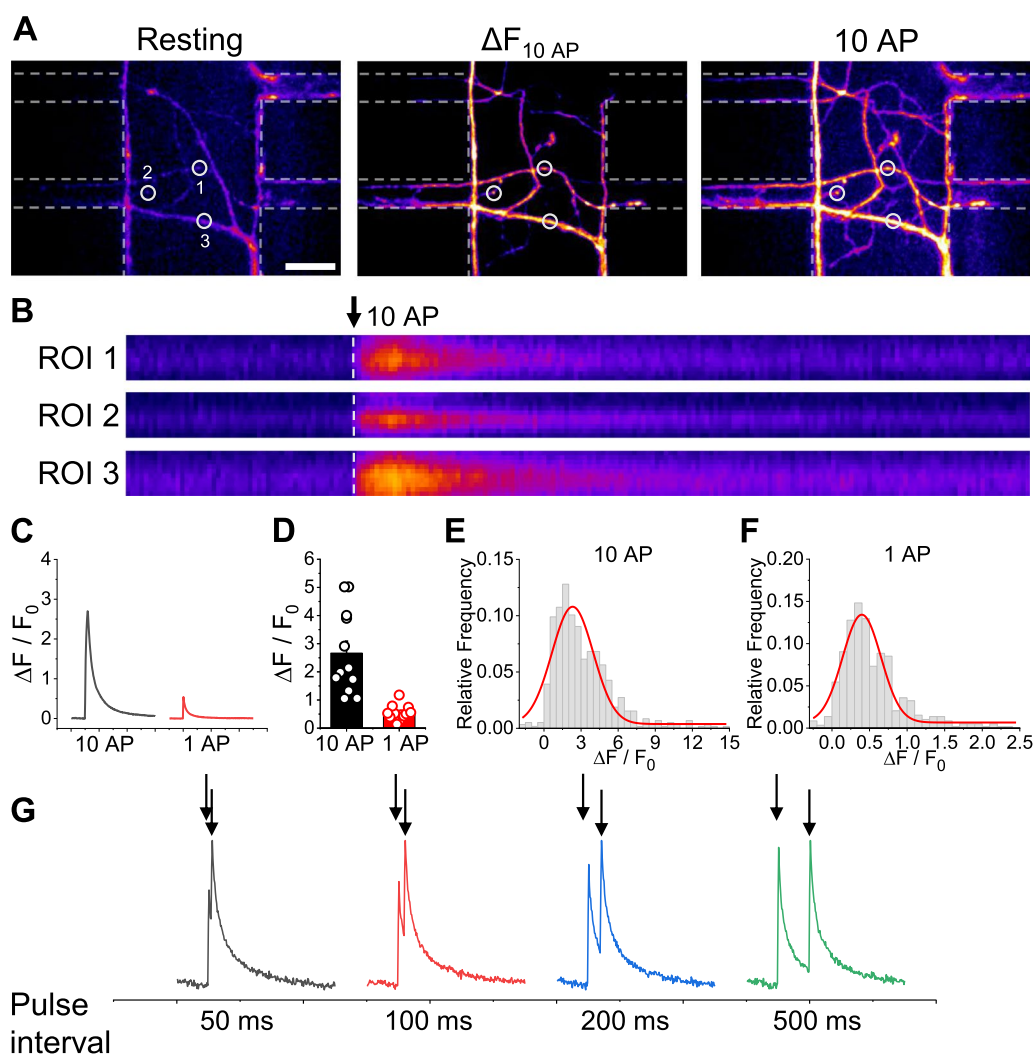 A
Resting
ΔF10 AP
10 AP
2
1
3
B
10 AP
ROI 1
ROI 2
ROI 3
C
ΔF / F0
4
3
2
1
0
10 AP
1 AP
D
ΔF / F0
6
5
4
3
2
1
0
10 AP
1 AP
E
10 AP
Relative Frequency
0.15
0.10
0.05
0.00
0
3
6
9
12
15
ΔF / F0
F
1 AP
Relative Frequency
0.20
0.15
0.10
0.05
0.00
0.0
0.5
1.0
1.5
2.0
2.5
ΔF / F0
G
Pulse
interval
50 ms
100 ms
200 ms
500 ms